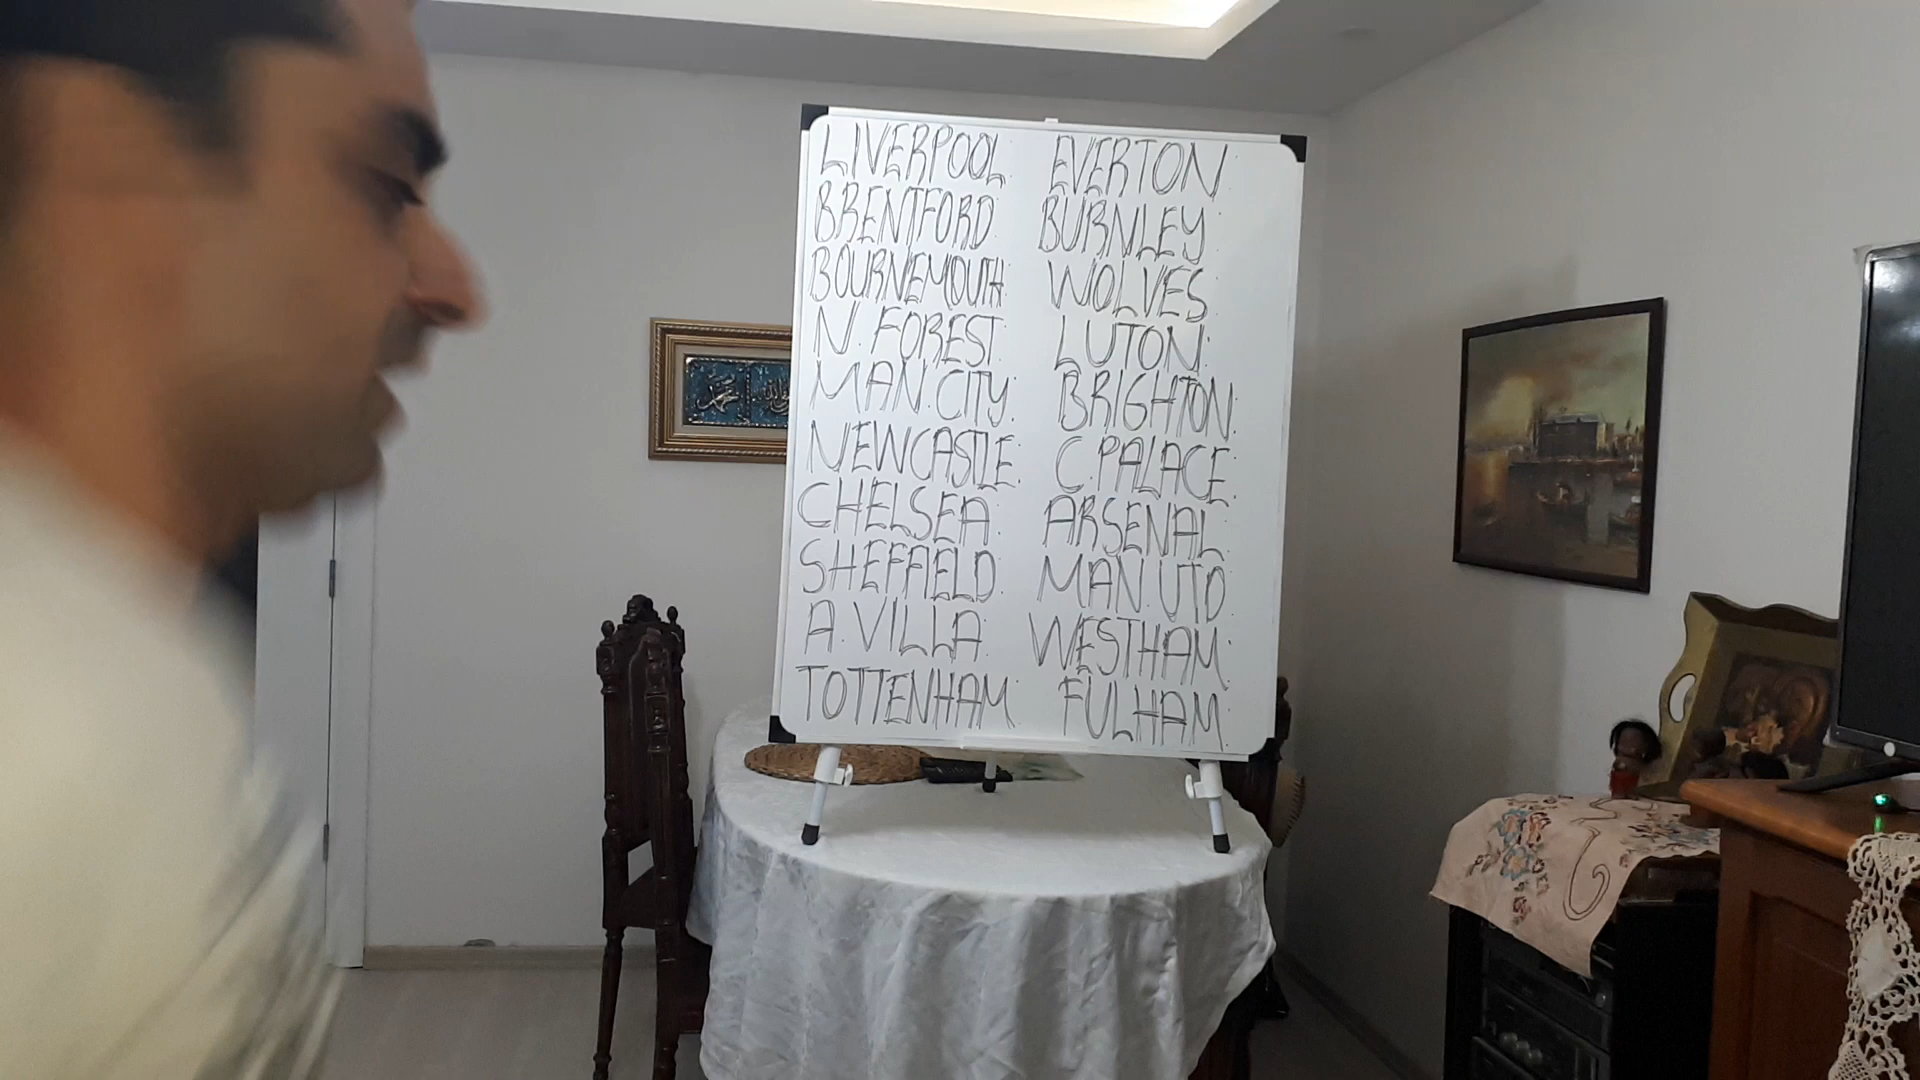 LIVERPOOL: EVERTON:
BRENTFORD: BURNLEY:
BOURNEMOUTH: WOLVES:
N. FOREST: LUTON:
MAN.CITY: BRIGHTON:
NEWCASTLE: C.PALACE:
CHELSEA: ARSENAL:
SHEFFIELD: MAN.UTD:
A.VILLA: WESTHAM:
TOTTENHAM: FULHAM:
محمد